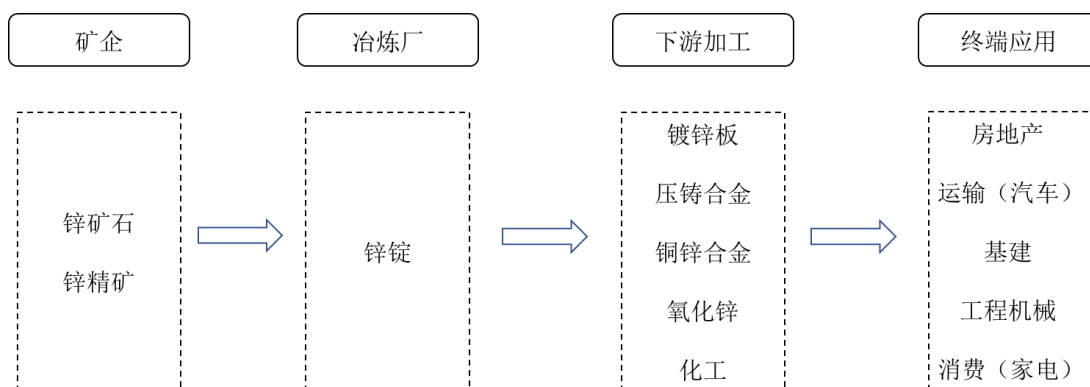 矿企
冶炼厂
下游加工
终端应用
锌矿石
锌精矿
锌锭
镀锌板
压铸合金
铜锌合金
氧化锌
化工
房地产
运输（汽车）
基建
工程机械
消费（家电）